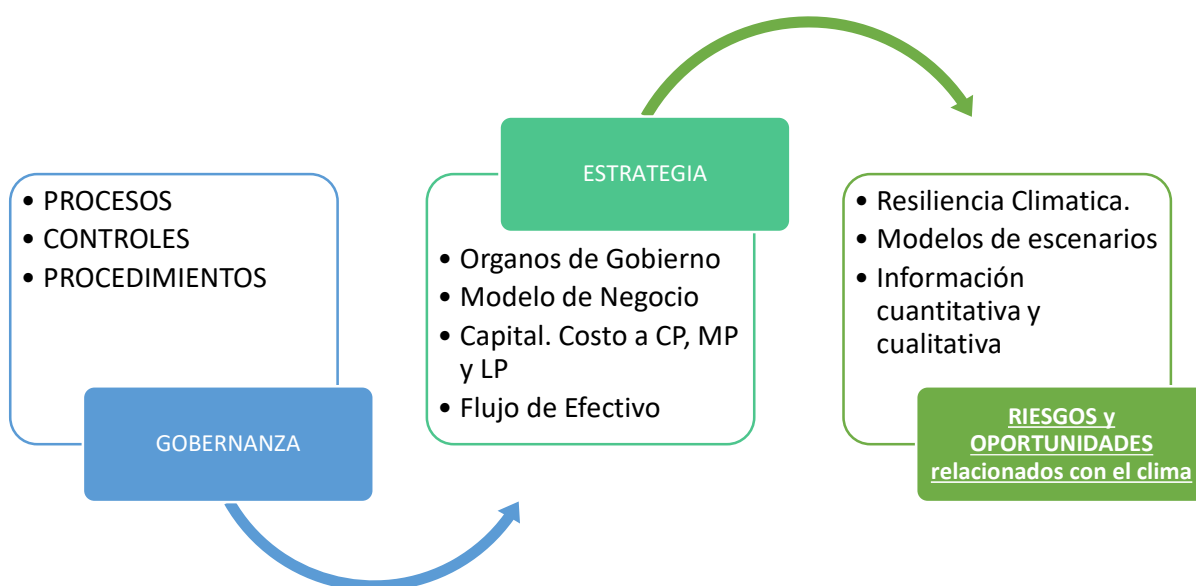 • PROCESOS
• CONTROLES
• PROCEDIMIENTOS
GOBERNANZA
ESTRATEGIA
• Organos de Gobierno
• Modelo de Negocio
• Capital. Costo a CP, MP
y LP
• Flujo de Efectivo
• Resiliencia Climatica.
• Modelos de escenarios
• Información
cuantitativa y
cualitativa
RIESGOS y
OPORTUNIDADES
relacionados con el clima